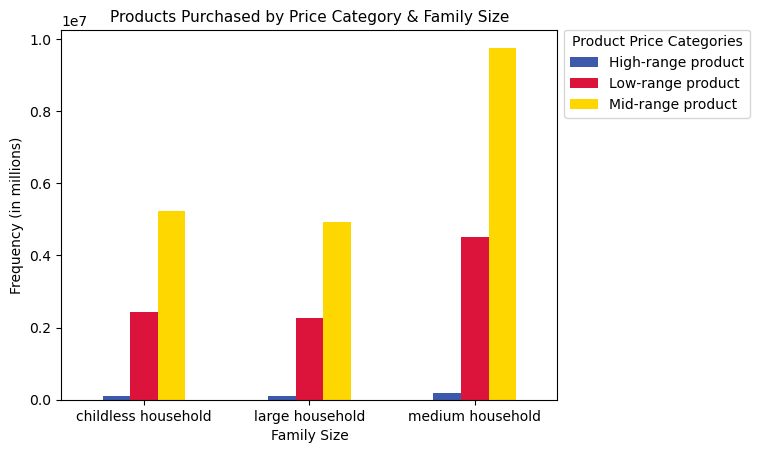 Products Purchased by Price Category & Family Size
1e7
1.0
0.8
0.6
0.4
0.2
0.0
Frequency (in millions)
childless household
large household
medium household
Family Size
Product Price Categories
High-range product
Low-range product
Mid-range product